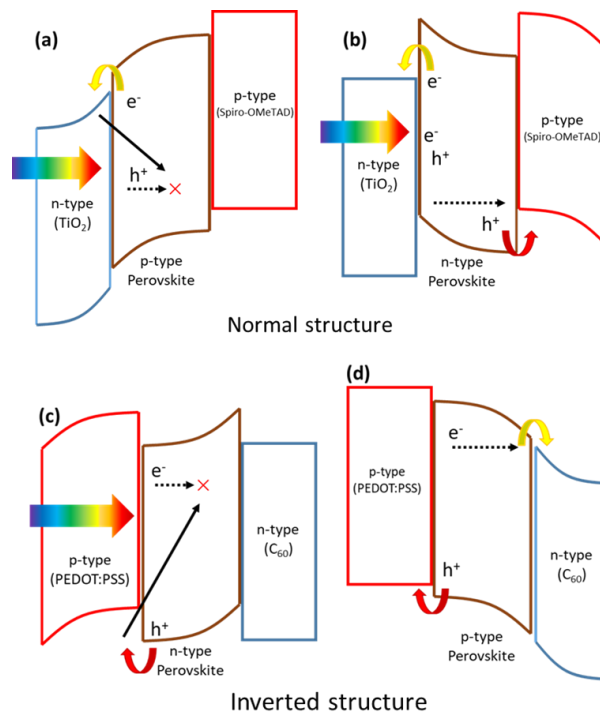 (a)
e⁻
p-type
(Spiro-OMeTAD)
h⁺
n-type
(TiO₂)
p-type
Perovskite
(b)
e⁻
p-type
(Spiro-OMeTAD)
e⁻
h⁺
n-type
(TiO₂)
h⁺
n-type
Perovskite
Normal structure
(c)
e⁻
n-type
(C₆₀)
p-type
(PEDOT:PSS)
h⁺
n-type
Perovskite
(d)
e⁻
p-type
(PEDOT:PSS)
n-type
(C₆₀)
h⁺
p-type
Perovskite
Inverted structure